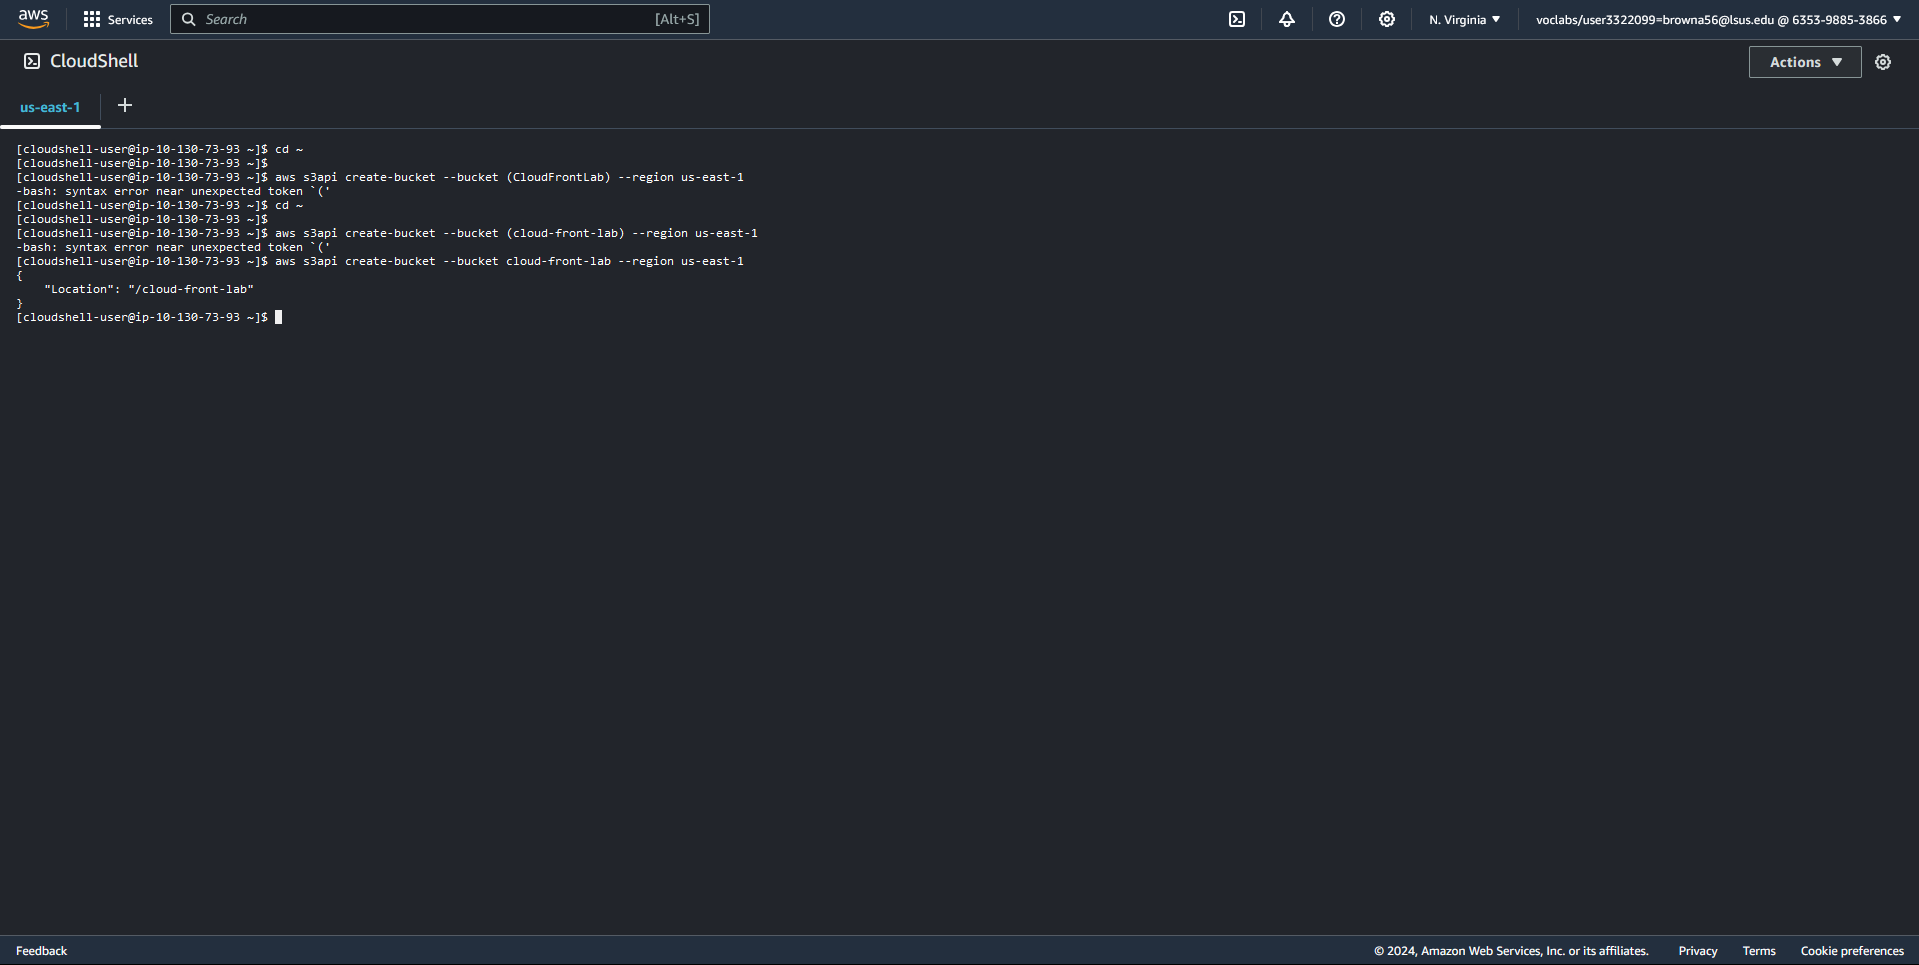 aws
Services
Search
[Alt+S]
N. Virginia
voclabs/user3322099=browna56@lsus.edu @ 6353-9885-3866
CloudShell
Actions
us-east-1
[cloudshell-user@ip-10-130-73-93 ~]$ cd ~
[cloudshell-user@ip-10-130-73-93 ~]$
[cloudshell-user@ip-10-130-73-93 ~]$ aws s3api create-bucket --bucket (CloudFrontLab) --region us-east-1
-bash: syntax error near unexpected token `('
[cloudshell-user@ip-10-130-73-93 ~]$ cd ~
[cloudshell-user@ip-10-130-73-93 ~]$
[cloudshell-user@ip-10-130-73-93 ~]$ aws s3api create-bucket --bucket (cloud-front-lab) --region us-east-1
-bash: syntax error near unexpected token `('
[cloudshell-user@ip-10-130-73-93 ~]$ aws s3api create-bucket --bucket cloud-front-lab --region us-east-1
{
    "Location": "/cloud-front-lab"
}
[cloudshell-user@ip-10-130-73-93 ~]$
Feedback
© 2024, Amazon Web Services, Inc. or its affiliates.
Privacy
Terms
Cookie preferences